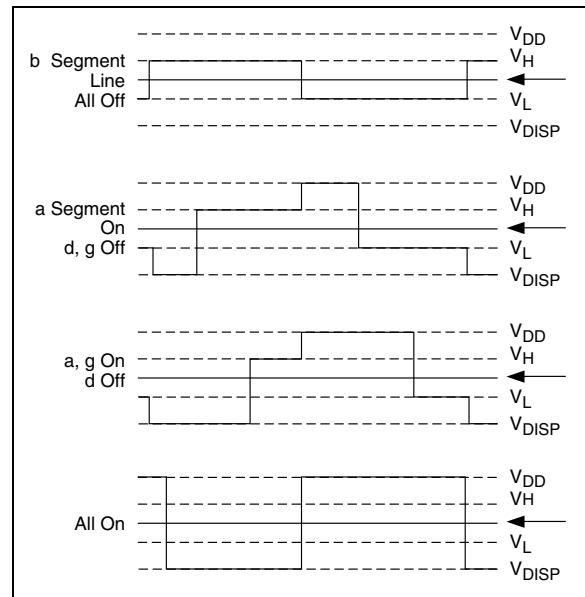 V_DD
b Segment V_H
Line
All Off V_L
V_DISP
V_DD
a Segment V_H
On
d, g Off V_L
V_DISP
V_DD
a, g On V_H
d Off
V_L
V_DISP
V_DD
V_H
All On
V_L
V_DISP